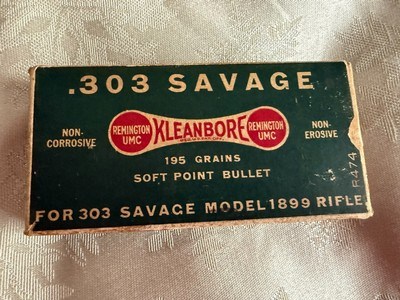 .303 SAVAGE
NON-
CORROSIVE
REMINGTON
UMC
KLEANBORE
REMINGTON
UMC
NON-
EROSIVE
195 GRAINS
SOFT POINT BULLET
R474
FOR 303 SAVAGE MODEL 1899 RIFLE